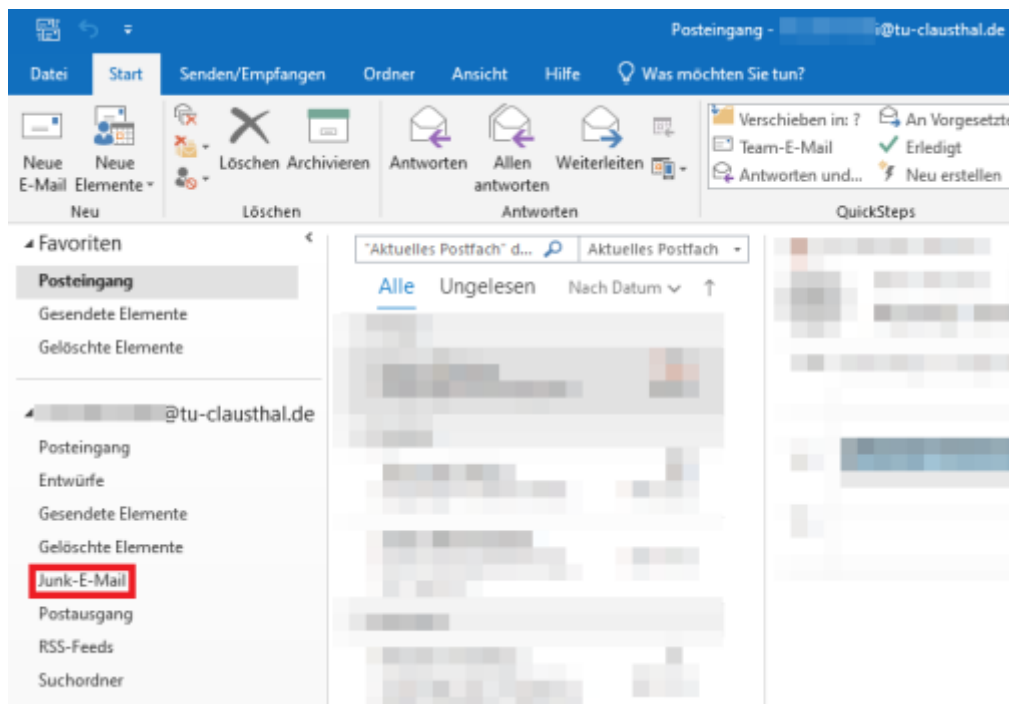 Posteingang - i@tu-clausthal.de
Datei Start Senden/Empfangen Ordner Ansicht Hilfe Was möchten Sie tun?
Neue E-Mail
Neue Elemente
Löschen Archivieren
Antworten
Allen antworten
Weiterleiten
Verschieben in: ?
Team-E-Mail
Antworten und...
An Vorgesetzte
Erledigt
Neu erstellen
Neu Löschen Antworten QuickSteps
Favoriten
Posteingang
Gesendete Elemente
Gelöschte Elemente
@tu-clausthal.de
Posteingang
Entwürfe
Gesendete Elemente
Gelöschte Elemente
Junk-E-Mail
Postausgang
RSS-Feeds
Suchordner
"Aktuelles Postfach" d... Aktuelles Postfach
Alle Ungelesen Nach Datum